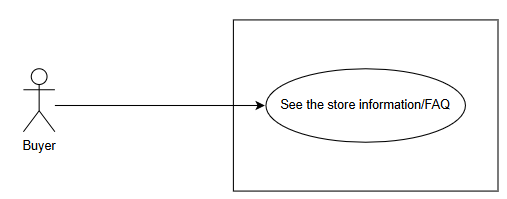 See the store information/FAQ
Buyer